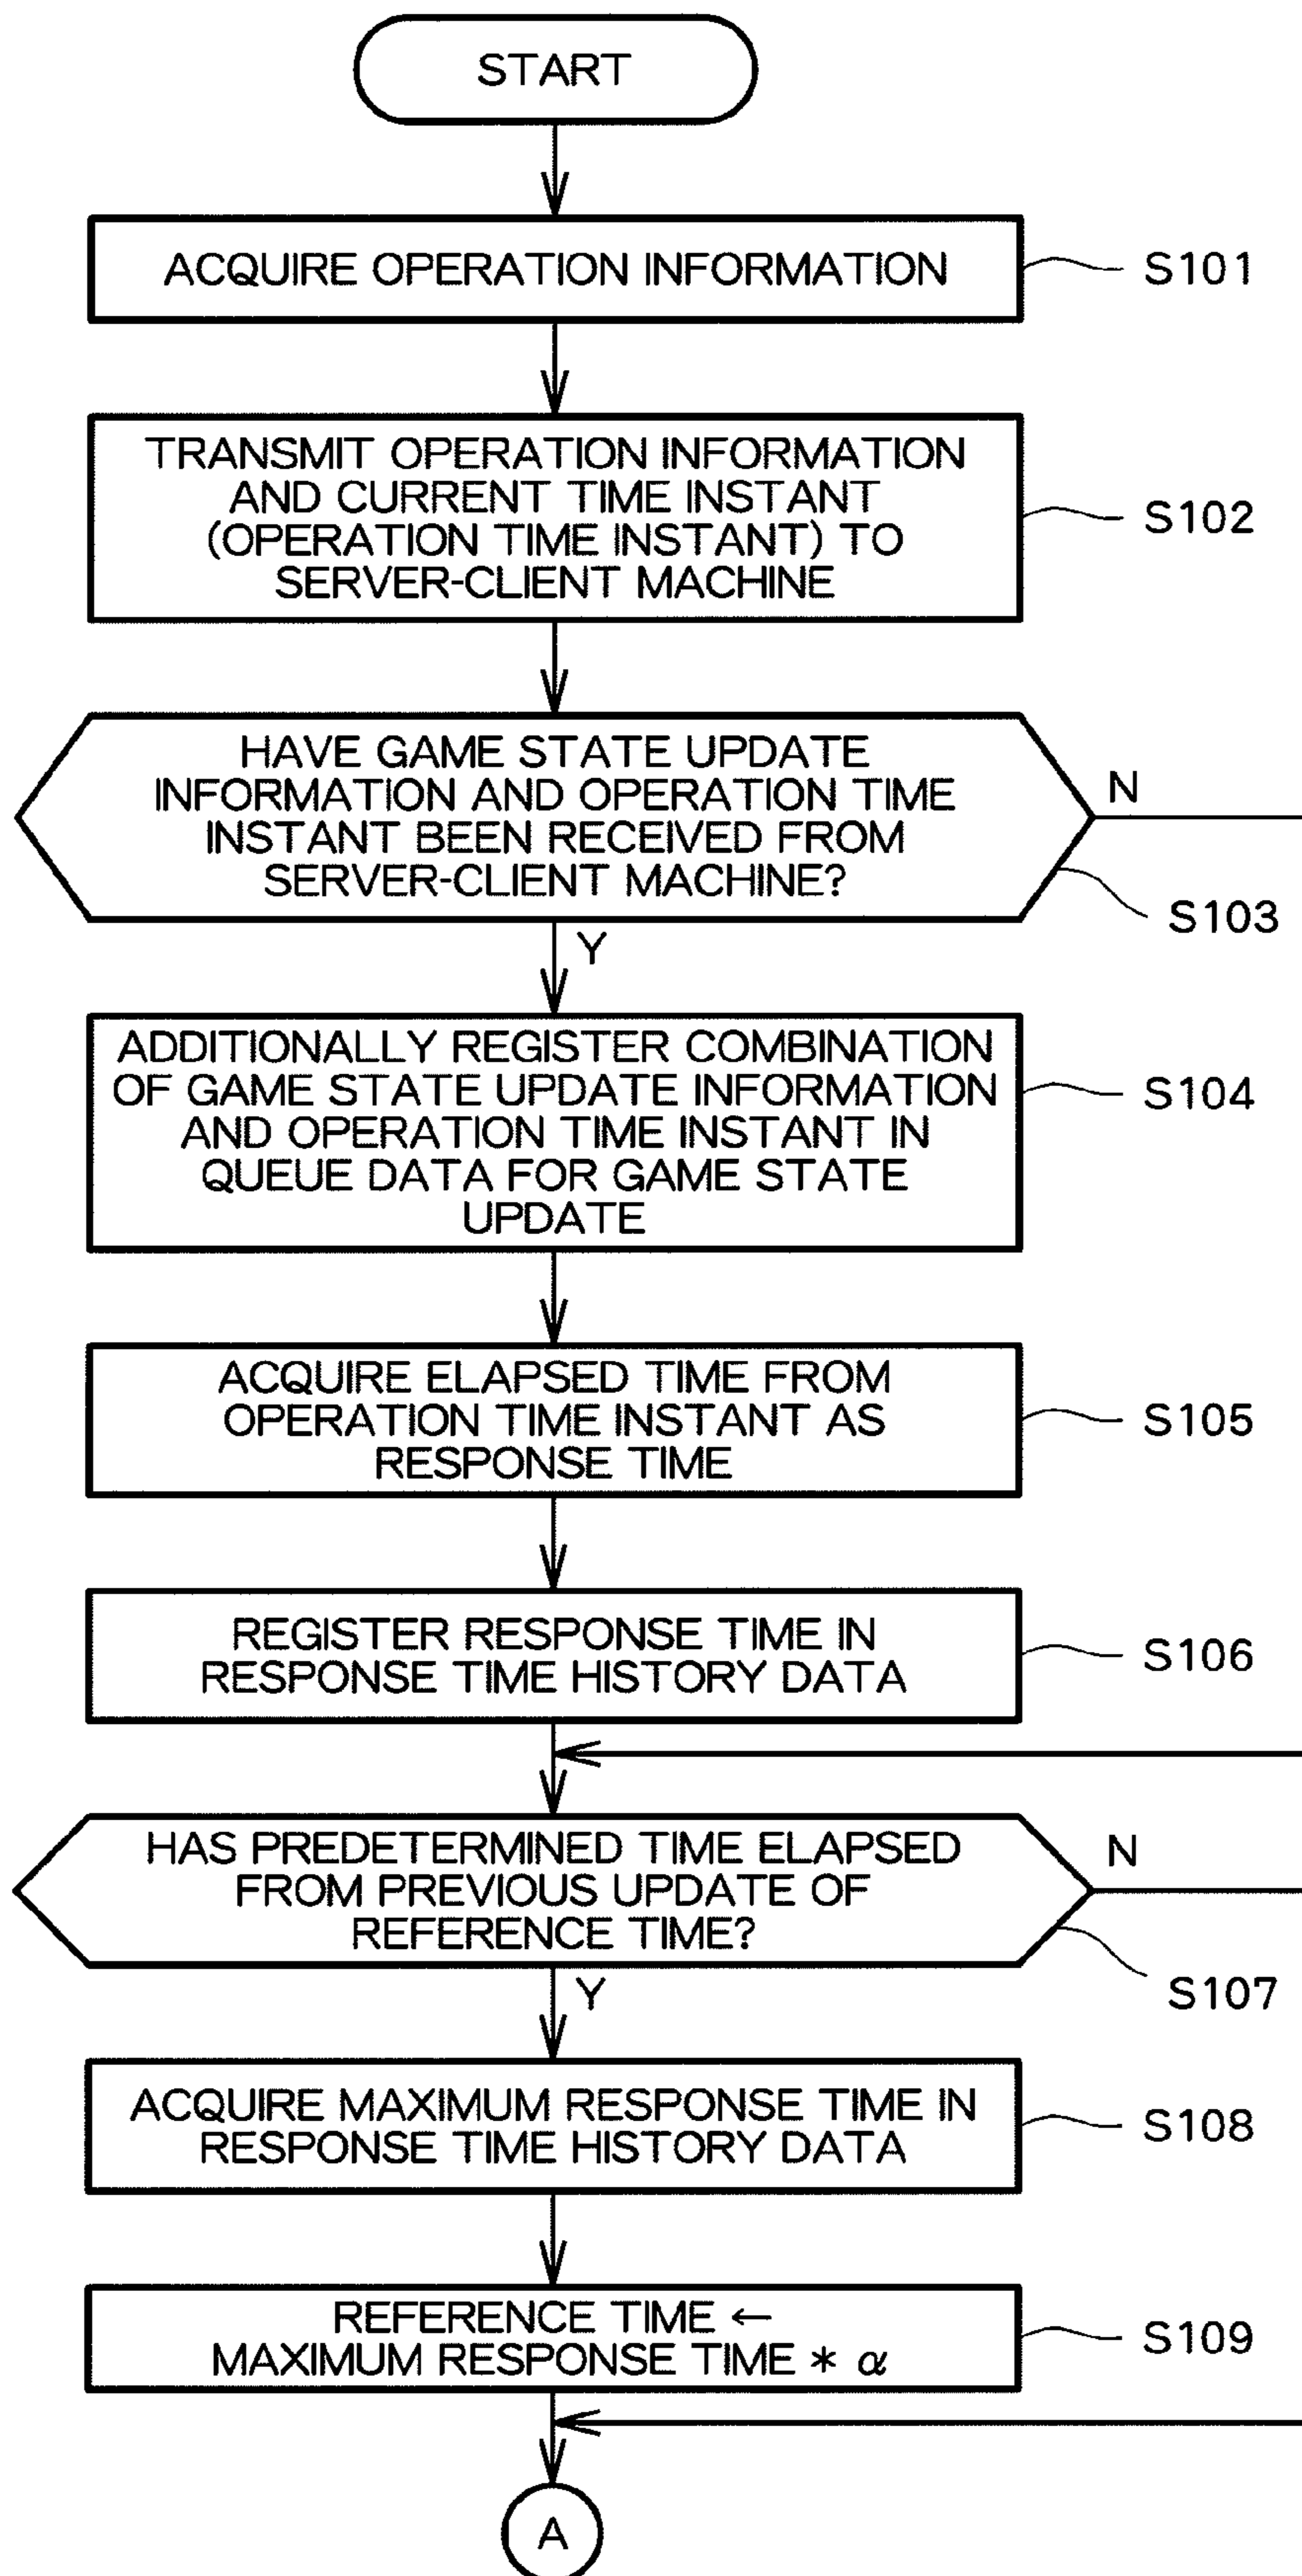 START
ACQUIRE OPERATION INFORMATION
S101
TRANSMIT OPERATION INFORMATION
AND CURRENT TIME INSTANT
(OPERATION TIME INSTANT) TO
SERVER-CLIENT MACHINE
S102
HAVE GAME STATE UPDATE
INFORMATION AND OPERATION TIME
INSTANT BEEN RECEIVED FROM
SERVER-CLIENT MACHINE?
N
S103
Y
ADDITIONALLY REGISTER COMBINATION
OF GAME STATE UPDATE INFORMATION
AND OPERATION TIME INSTANT IN
QUEUE DATA FOR GAME STATE
UPDATE
S104
ACQUIRE ELAPSED TIME FROM
OPERATION TIME INSTANT AS
RESPONSE TIME
S105
REGISTER RESPONSE TIME IN
RESPONSE TIME HISTORY DATA
S106
HAS PREDETERMINED TIME ELAPSED
FROM PREVIOUS UPDATE OF
REFERENCE TIME?
N
S107
Y
ACQUIRE MAXIMUM RESPONSE TIME IN
RESPONSE TIME HISTORY DATA
S108
REFERENCE TIME ←
MAXIMUM RESPONSE TIME * α
S109
A